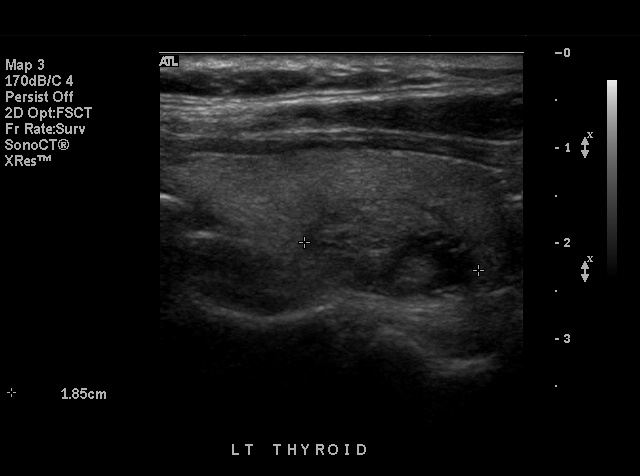 ATL
Map 3
170dB/C 4
Persist Off
2D Opt:FSCT
Fr Rate:Surv
SonoCT®
XRes™
0
1
x
2
x
3
1.85cm
LT THYROID